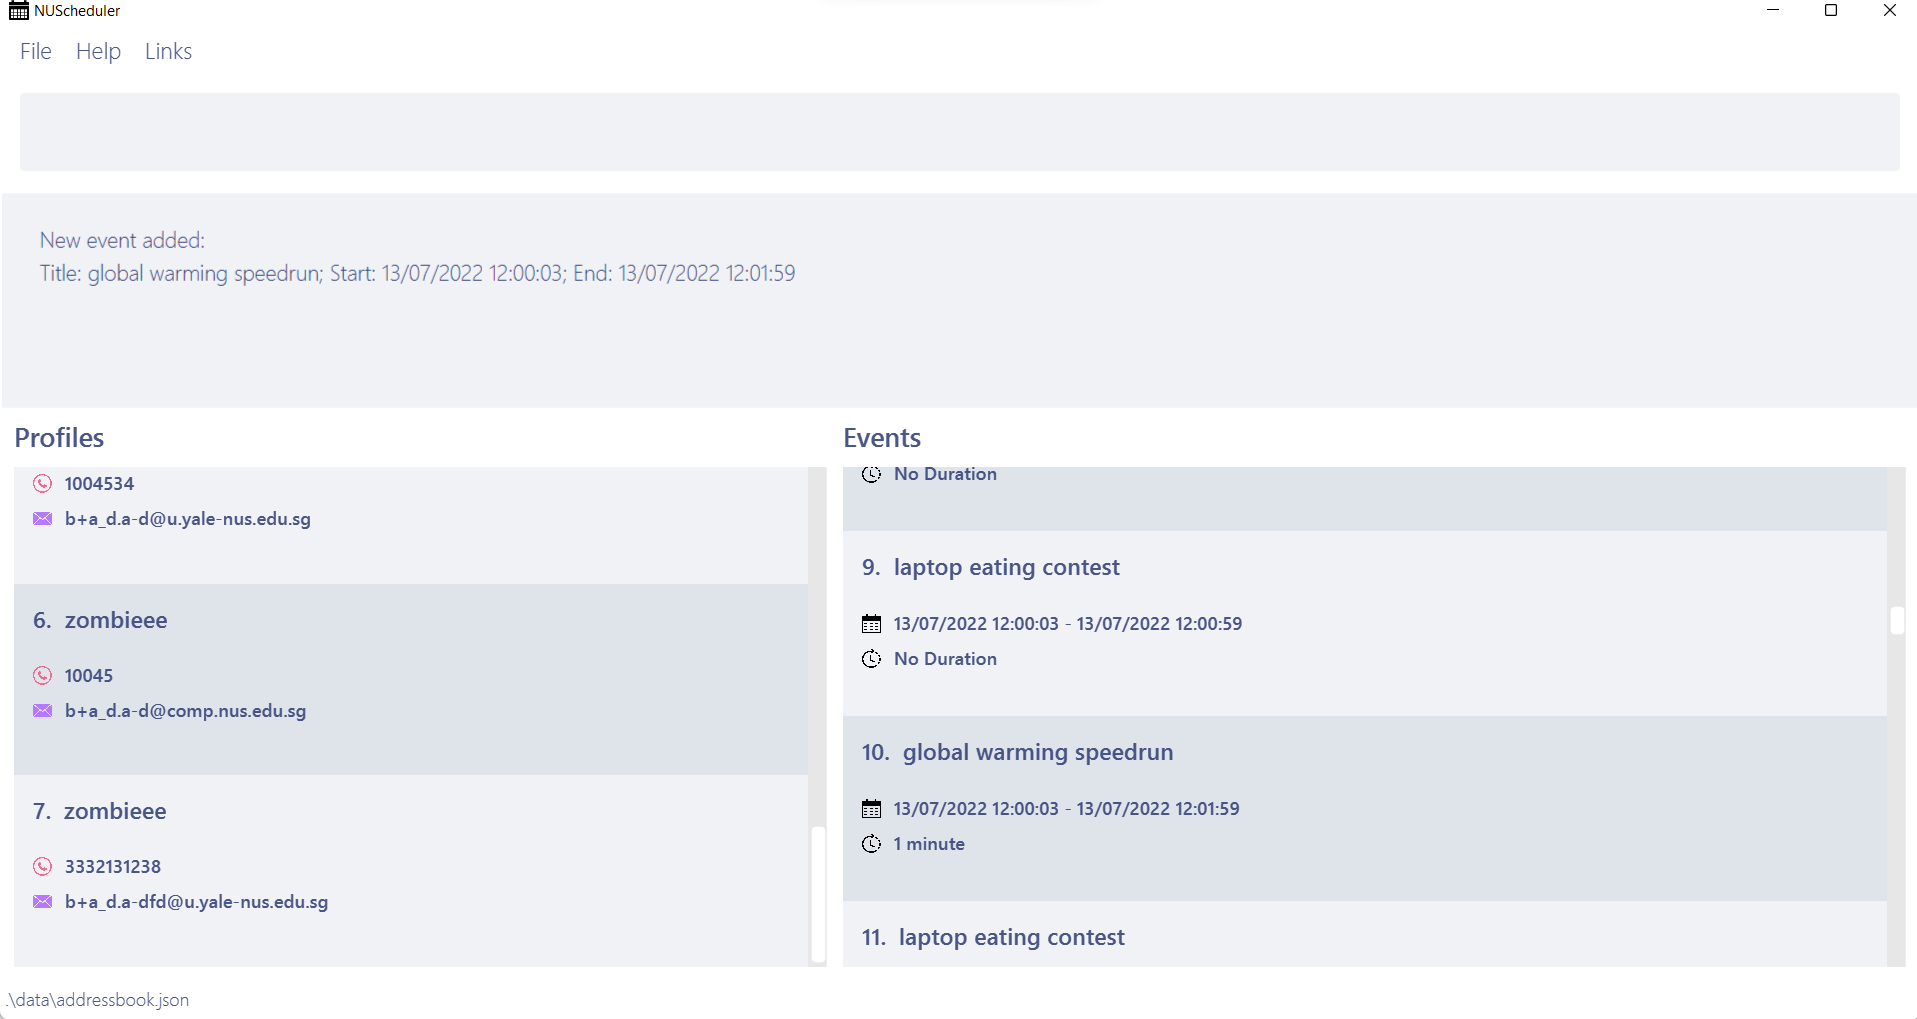 NUScheduler
File Help Links
New event added:
Title: global warming speedrun; Start: 13/07/2022 12:00:03; End: 13/07/2022 12:01:59
Profiles
1004534
b+a_d.a-d@u.yale-nus.edu.sg
6. zombieee
10045
b+a_d.a-d@comp.nus.edu.sg
7. zombieee
3332131238
b+a_d.a-dfd@u.yale-nus.edu.sg
Events
No Duration
9. laptop eating contest
13/07/2022 12:00:03 - 13/07/2022 12:00:59
No Duration
10. global warming speedrun
13/07/2022 12:00:03 - 13/07/2022 12:01:59
1 minute
11. laptop eating contest
.\data\addressbook.json